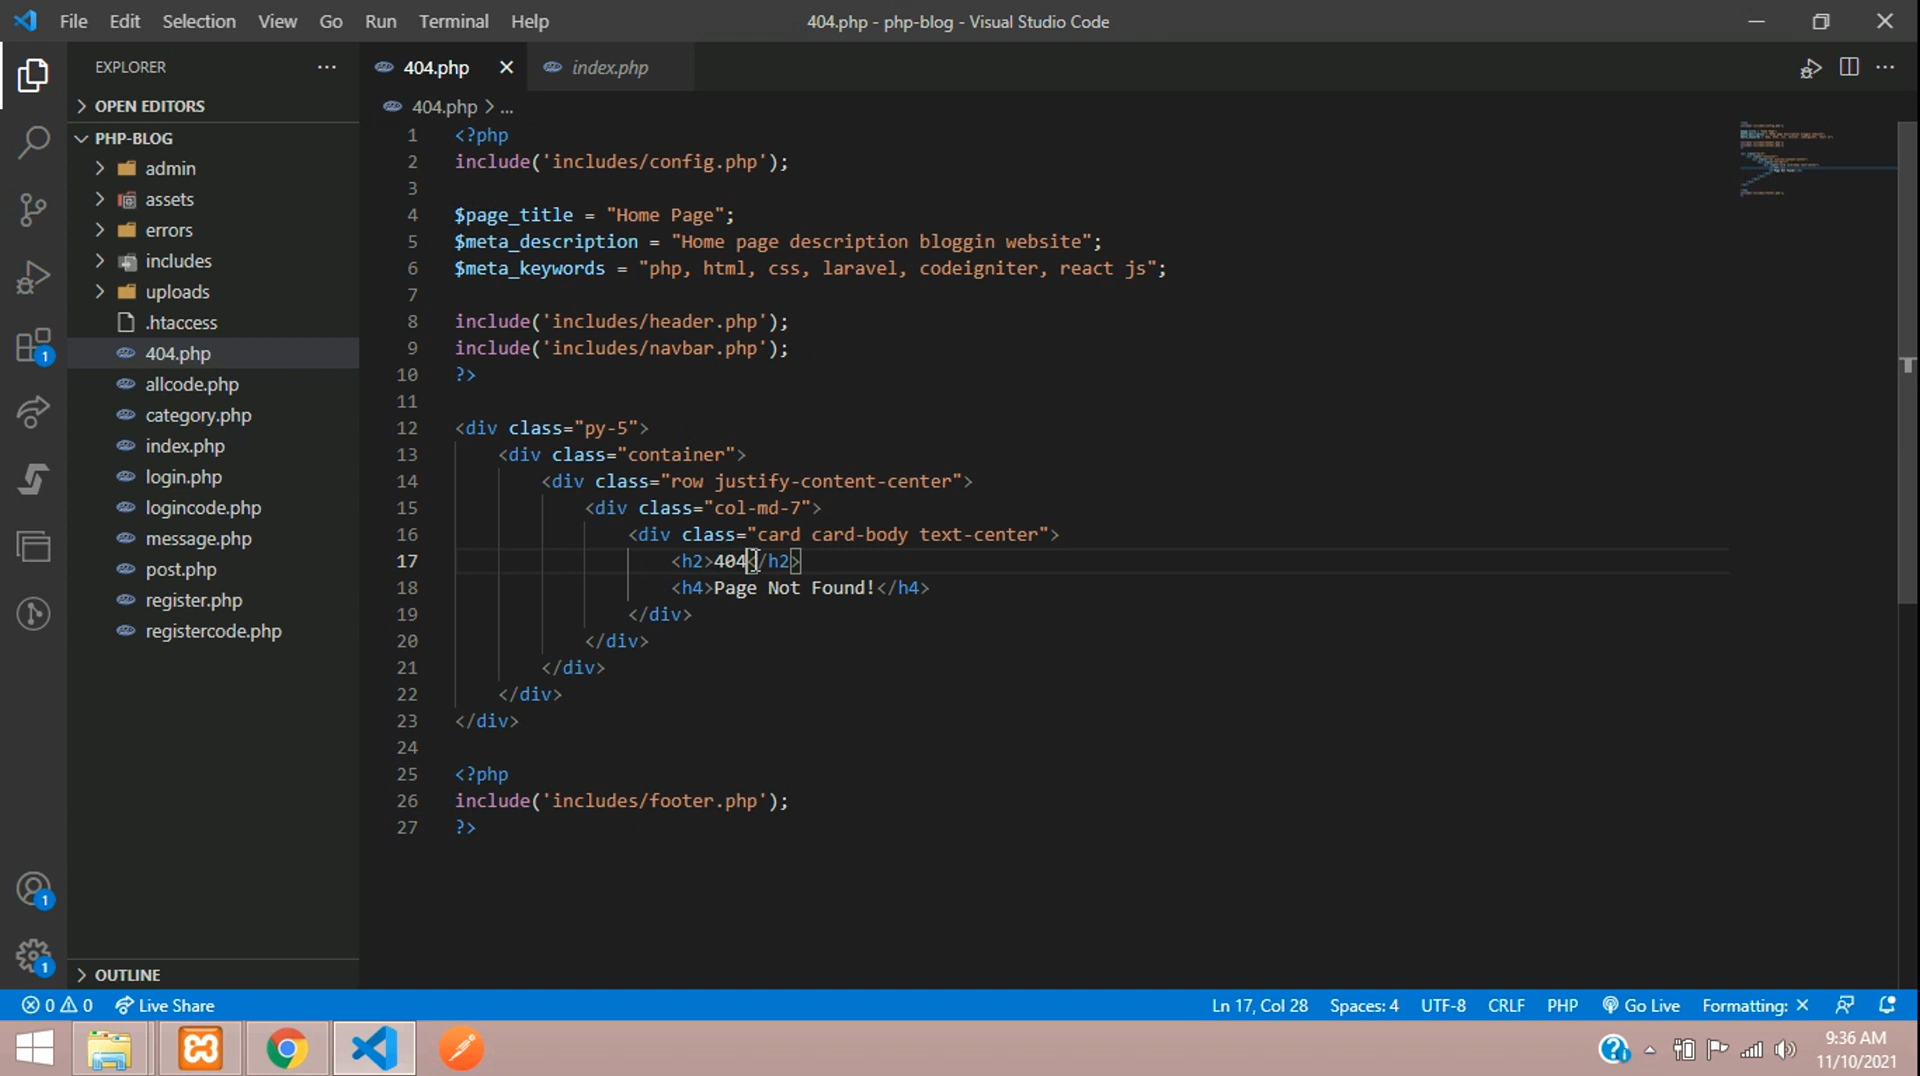 File Edit Selection View Go Run Terminal Help
404.php - php-blog - Visual Studio Code
EXPLORER
OPEN EDITORS
PHP-BLOG
admin
assets
errors
includes
uploads
.htaccess
404.php
allcode.php
category.php
index.php
login.php
logincode.php
message.php
post.php
register.php
registercode.php
OUTLINE
404.php index.php
404.php > ...
1 <?php
2 include('includes/config.php');
3
4 $page_title = "Home Page";
5 $meta_description = "Home page description bloggin website";
6 $meta_keywords = "php, html, css, laravel, codeigniter, react js";
7
8 include('includes/header.php');
9 include('includes/navbar.php');
10 ?>
11
12 <div class="py-5">
13 <div class="container">
14 <div class="row justify-content-center">
15 <div class="col-md-7">
16 <div class="card card-body text-center">
17 <h2>404</h2>
18 <h4>Page Not Found!</h4>
19 </div>
20 </div>
21 </div>
22 </div>
23 </div>
24
25 <?php
26 include('includes/footer.php');
27 ?>
1
1
1
0 0 Live Share
Ln 17, Col 28 Spaces: 4 UTF-8 CRLF PHP Go Live Formatting: ×
9:36 AM
11/10/2021